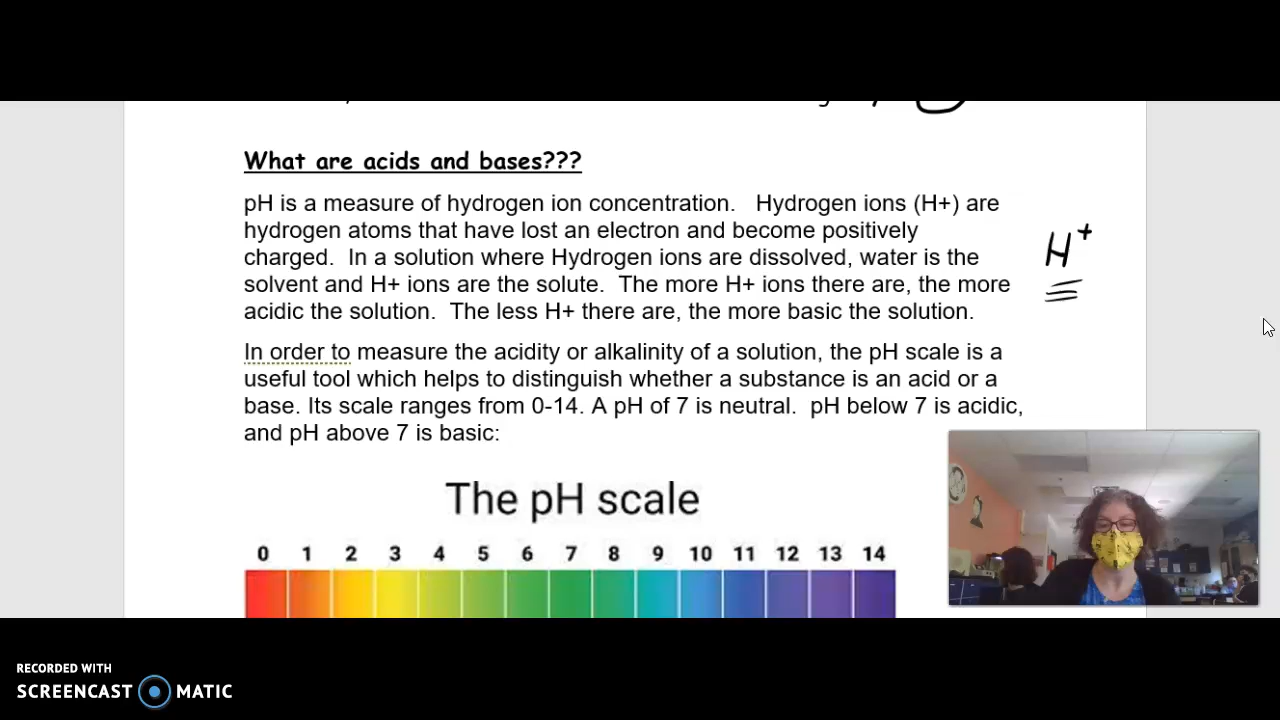 What are acids and bases???
pH is a measure of hydrogen ion concentration. Hydrogen ions (H+) are
hydrogen atoms that have lost an electron and become positively
charged. In a solution where Hydrogen ions are dissolved, water is the
solvent and H+ ions are the solute. The more H+ ions there are, the more
acidic the solution. The less H+ there are, the more basic the solution.
H+
In order to measure the acidity or alkalinity of a solution, the pH scale is a
useful tool which helps to distinguish whether a substance is an acid or a
base. Its scale ranges from 0-14. A pH of 7 is neutral. pH below 7 is acidic,
and pH above 7 is basic:
The pH scale
0 1 2 3 4 5 6 7 8 9 10 11 12 13 14
RECORDED WITH
SCREENCAST MATIC